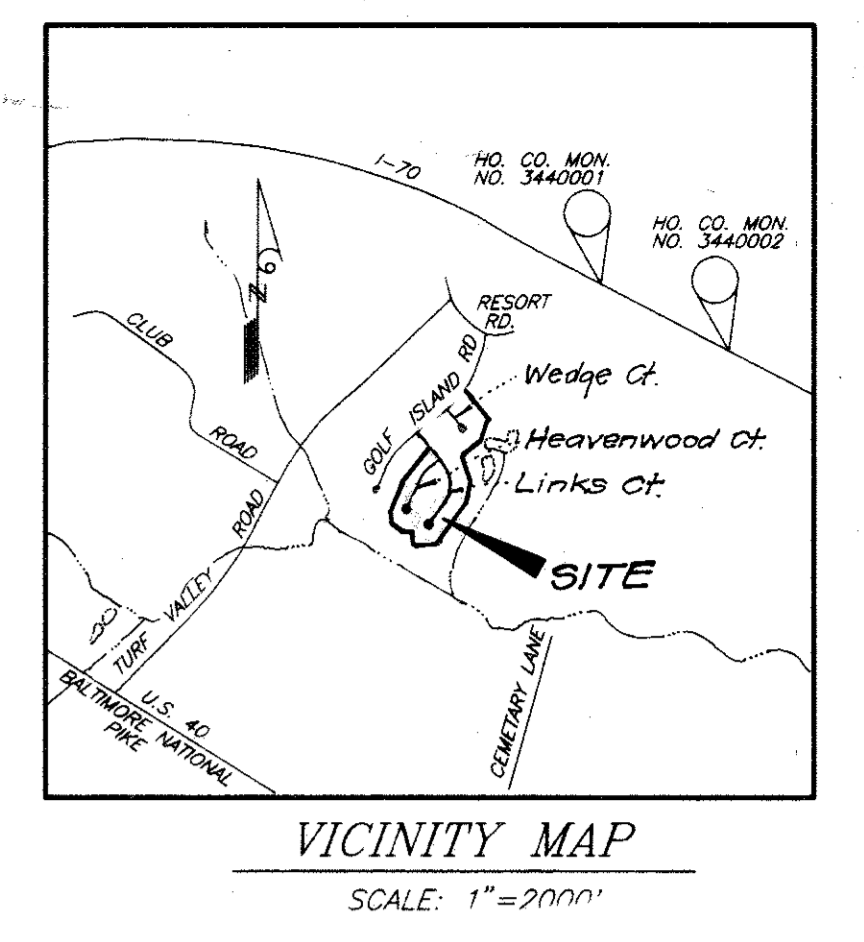 I-70
HO. CO. MON.
NO. 3440001
HO. CO. MON.
NO. 3440002
N
RESORT
RD.
CLUB
ROAD
GOLF ISLAND RD
Wedge Ct.
Heavenwood Ct.
Links Ct.
SITE
TURF VALLEY ROAD
U.S. 40
BALTIMORE NATIONAL
PIKE
CEMETARY LANE
VICINITY MAP
SCALE: 1"=2000'